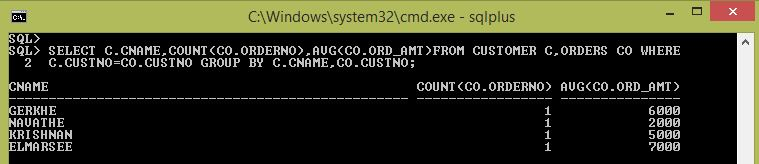 C:\Windows\system32\cmd.exe - sqlplus
SQL>
SQL> SELECT C.CNAME,COUNT(CO.ORDERNO),AVG(CO.ORD_AMT)FROM CUSTOMER C,ORDERS CO WHERE
2 C.CUSTNO=CO.CUSTNO GROUP BY C.CNAME,CO.CUSTNO;
CNAME COUNT(CO.ORDERNO) AVG(CO.ORD_AMT)
GERKHE 1 6000
NAVATHE 1 2000
KRISHNAN 1 5000
ELMARSEE 1 7000